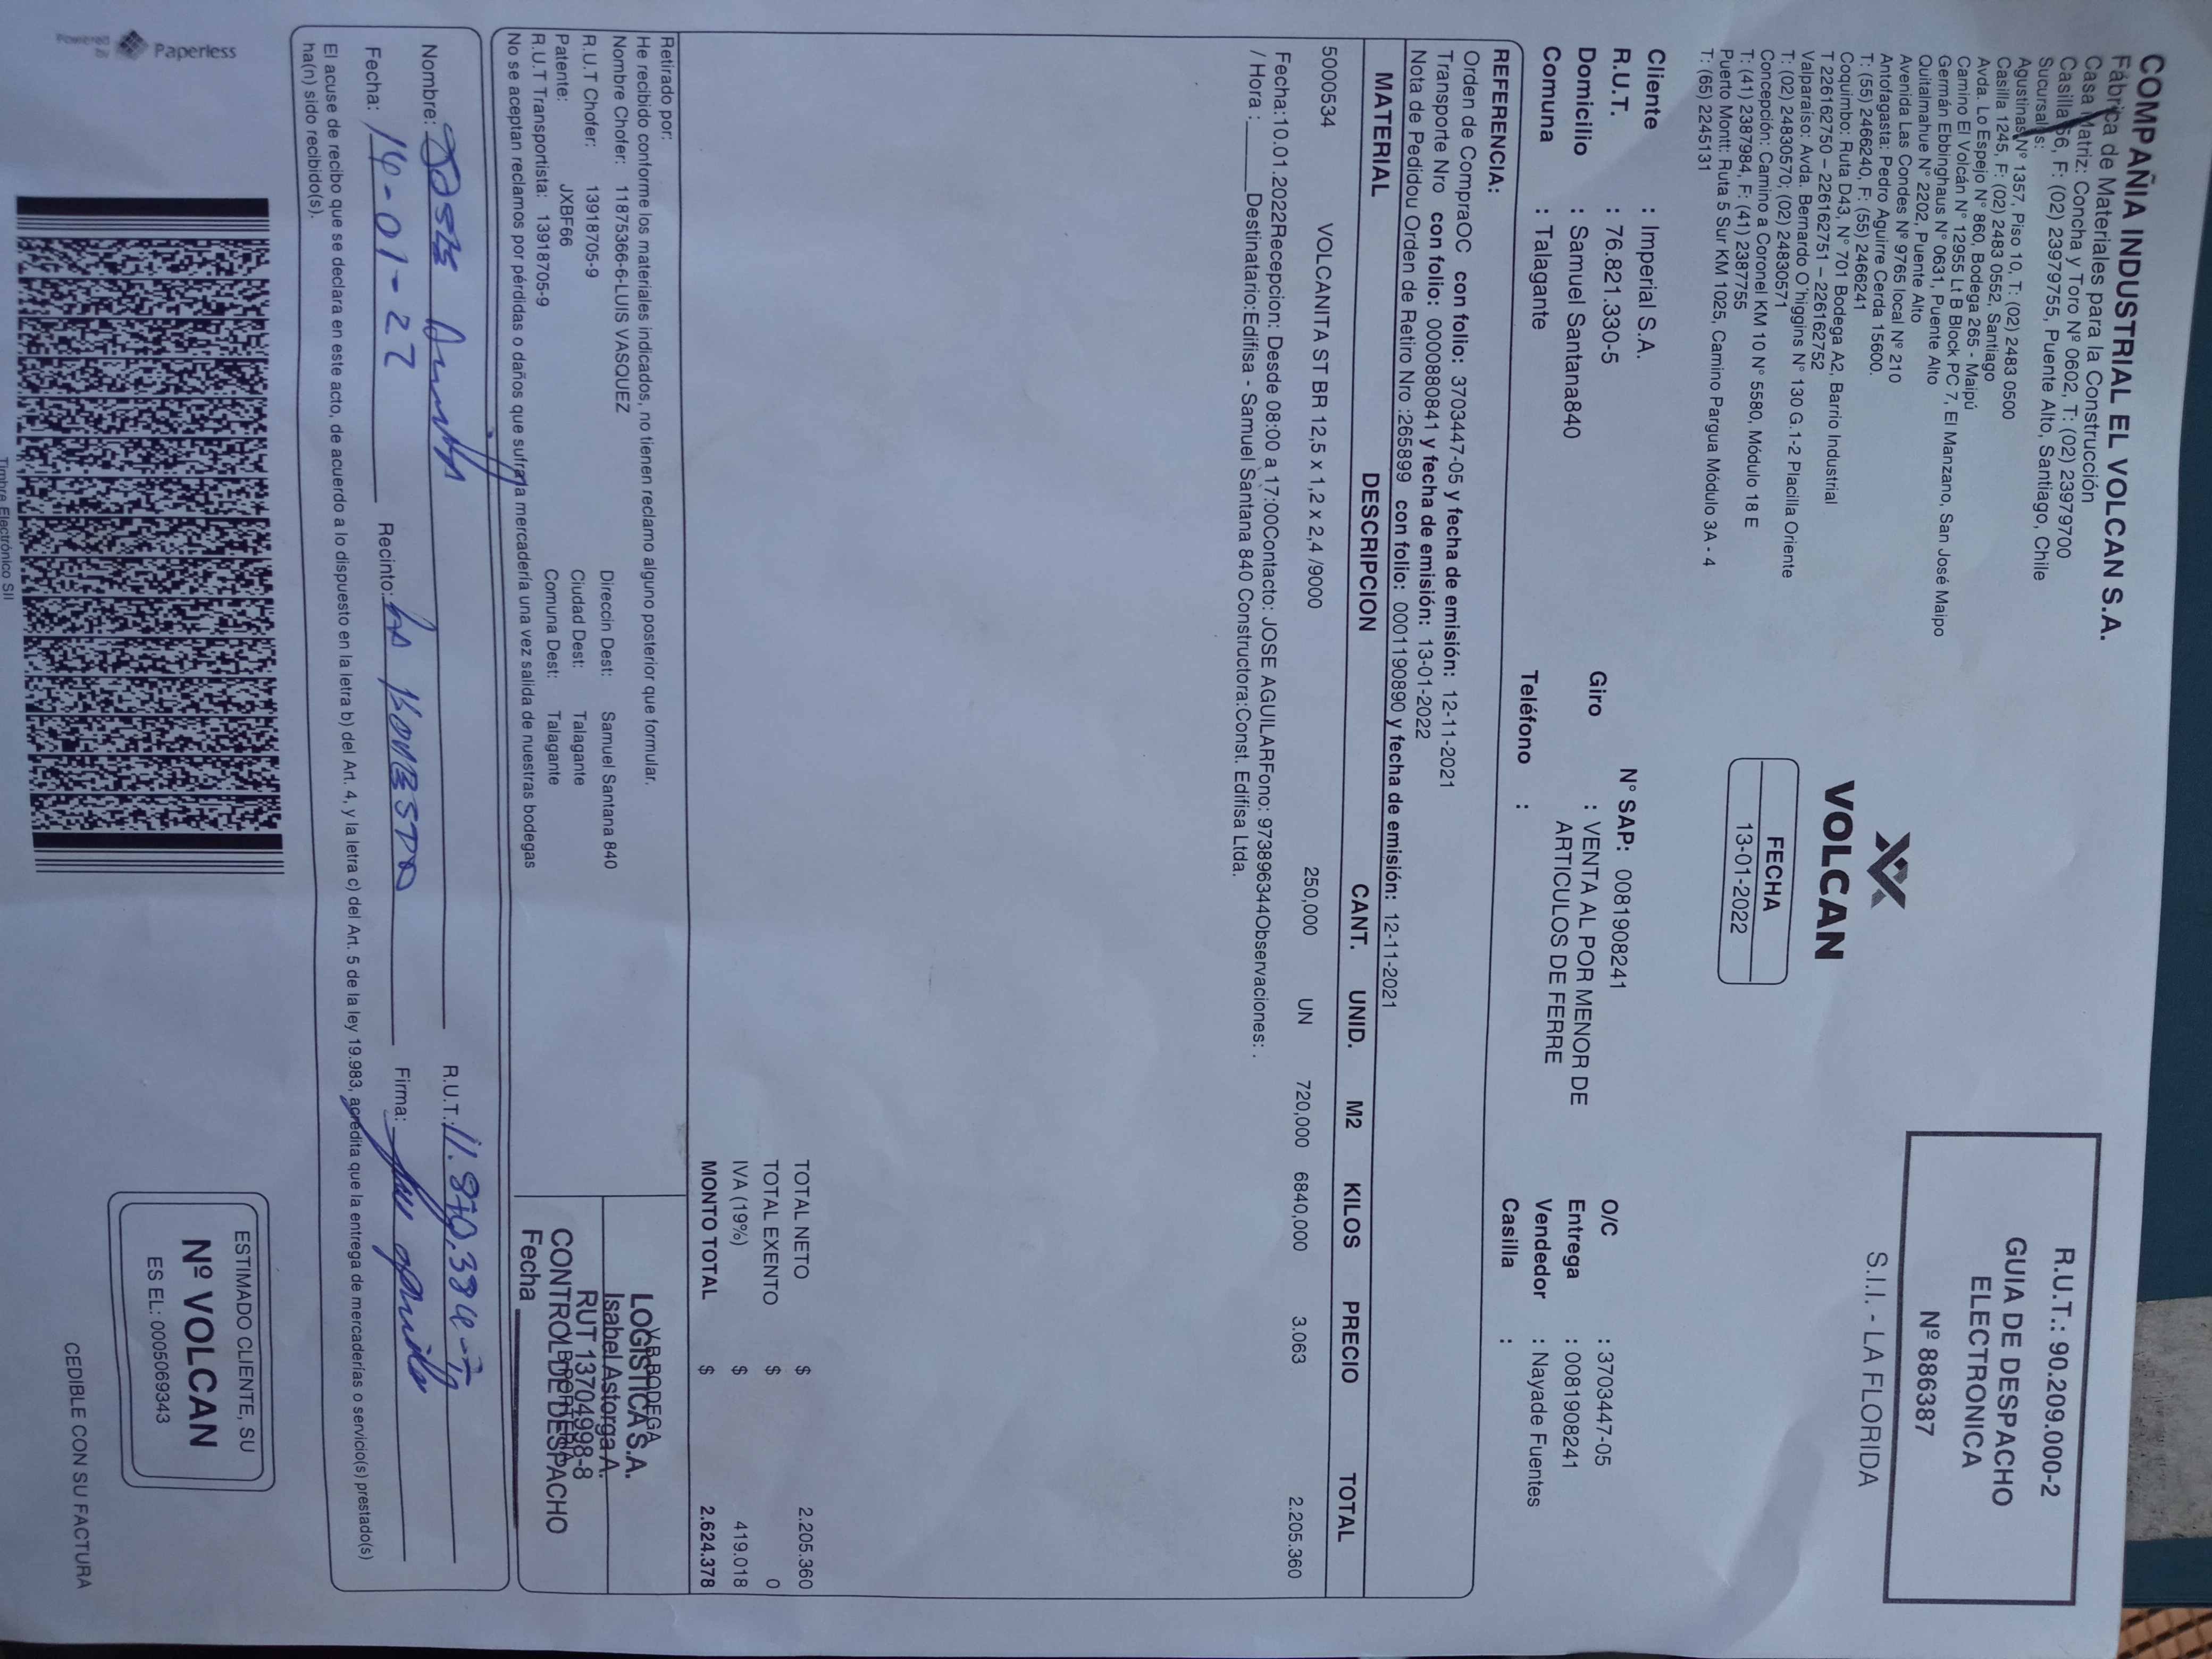 COMPAÑIA INDUSTRIAL EL VOLCAN S.A.
Fábrica de Materiales para la Construcción
Casa Matriz: Concha y Toro Nº 0602, T: (02) 23979700
Casilla 56, F: (02) 23979755, Puente Alto, Santiago, Chile
Sucursales:
Agustinas Nº 1357, Piso 10, T: (02) 2483 0500
Casilla 1245, F: (02) 2483 0552, Santiago
Avda. Lo Espejo N° 860, Bodega 265 - Maipú
Camino El Volcán N° 12955 Lt B Block PC 7, El Manzano, San José Maipo
Germán Ebbinghaus N° 0631, Puente Alto
Quitalmahue N° 2202, Puente Alto
Avenida Las Condes Nº 9765 local Nº 210
Antofagasta: Pedro Aguirre Cerda 15600.
T: (55) 2466240, F: (55) 2466241
Coquimbo: Ruta D43, N° 701 Bodega A2, Barrio Industrial
T 226162750 – 226162751 – 226162752
Valparaíso: Avda. Bernardo O´higgins N° 130 G.1-2 Placilla Oriente
T: (02) 24830570; (02) 24830571
Concepción: Camino a Coronel KM 10 N° 5580, Módulo 18 E
T: (41) 2387984, F: (41) 2387755
Puerto Montt: Ruta 5 Sur KM 1025, Camino Pargua Módulo 3A - 4
T: (65) 2245131
VOLCAN
FECHA
13-01-2022
R.U.T.: 90.209.000-2
GUIA DE DESPACHO
ELECTRONICA
Nº 886387
S.I.I. - LA FLORIDA
Cliente : Imperial S.A. N° SAP: 0081908241 O/C : 3703447-05
R.U.T. : 76.821.330-5 Giro : VENTA AL POR MENOR DE ARTICULOS DE FERRE Entrega : 0081908241
Domicilio : Samuel Santana840 Vendedor : Nayade Fuentes
Comuna : Talagante Teléfono : Casilla :
REFERENCIA:
Orden de CompraOC con folio: 3703447-05 y fecha de emisión: 12-11-2021
Transporte Nro con folio: 0000880841 y fecha de emisión: 13-01-2022
Nota de Pedidou Orden de Retiro Nro :265899 con folio: 0001190890 y fecha de emisión: 12-11-2021
MATERIAL DESCRIPCION CANT. UNID. M2 KILOS PRECIO TOTAL
5000534 VOLCANITA ST BR 12,5 x 1,2 x 2,4 /9000 250,000 UN 720,000 6840,000 3.063 2.205.360
Fecha:10.01.2022Recepcion: Desde 08:00 a 17:00Contacto: JOSE AGUILARFono: 973896344Observaciones: .
/ Hora :______Destinatario:Edifisa - Samuel Santana 840 Constructora:Const. Edifisa Ltda.
TOTAL NETO $ 2.205.360
TOTAL EXENTO $ 0
IVA (19%) $ 419.018
MONTO TOTAL $ 2.624.378
Retirado por:
He recibido conforme los materiales indicados, no tienen reclamo alguno posterior que formular.
Nombre Chofer: 11875366-6-LUIS VASQUEZ Direccin Dest: Samuel Santana 840
R.U.T Chofer: 13918705-9 Ciudad Dest: Talagante
Patente: JXBF66 Comuna Dest: Talagante
R.U.T Transportista: 13918705-9
No se aceptan reclamos por pérdidas o daños que sufra la mercadería una vez salida de nuestras bodegas
VºBº BODEGA
LOGISTICA S.A.
Isabel Astorga A.
RUT 13704998-8
CONTROL DE DESPACHO
Fecha
Nombre: R.U.T.:
Fecha: 14-01-22 Recinto: Firma:
El acuse de recibo que se declara en este acto, de acuerdo a lo dispuesto en la letra b) del Art. 4, y la letra c) del Art. 5 de la ley 19.983, acredita que la entrega de mercaderías o servicio(s) prestado(s)
ha(n) sido recibido(s).
Timbre Electrónico SII
ESTIMADO CLIENTE, SU
Nº VOLCAN
ES EL: 0005069343
CEDIBLE CON SU FACTURA
Powered by Paperless